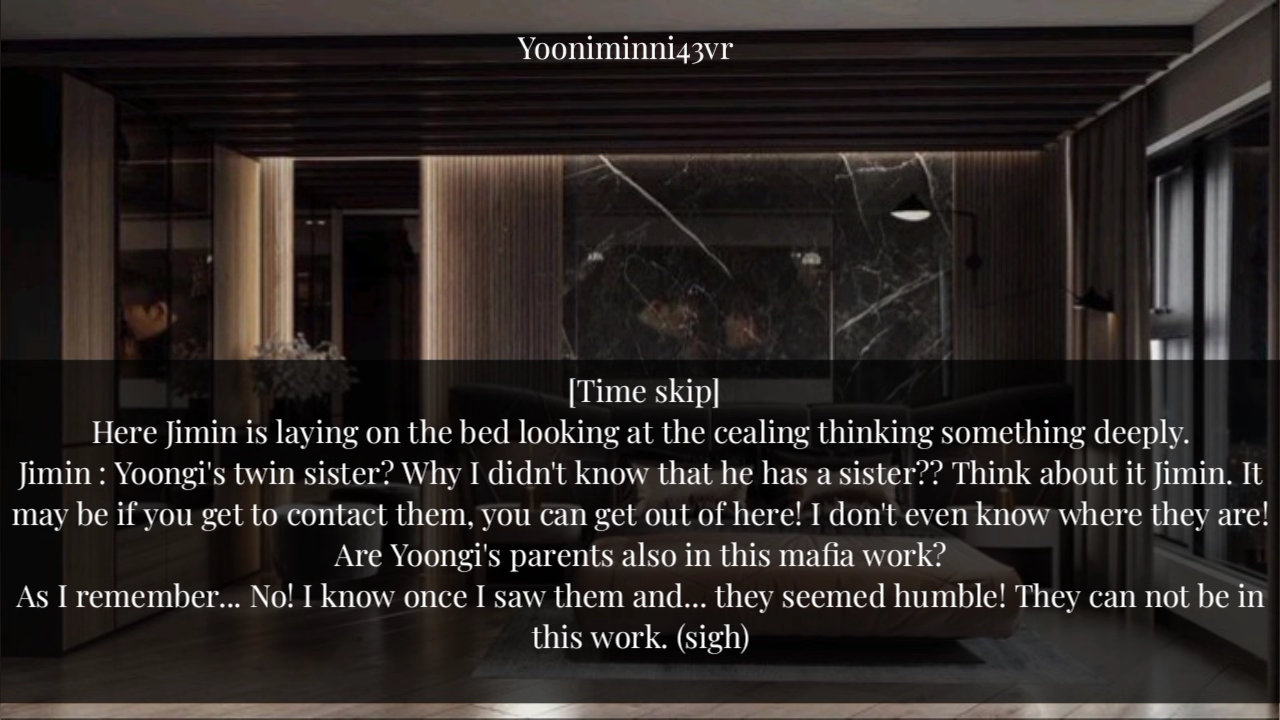 Yooniminni43vr
[Time skip]
Here Jimin is laying on the bed looking at the cealing thinking something deeply.
Jimin : Yoongi's twin sister? Why I didn't know that he has a sister?? Think about it Jimin. It
may be if you get to contact them, you can get out of here! I don't even know where they are!
Are Yoongi's parents also in this mafia work?
As I remember... No! I know once I saw them and... they seemed humble! They can not be in
this work. (sigh)